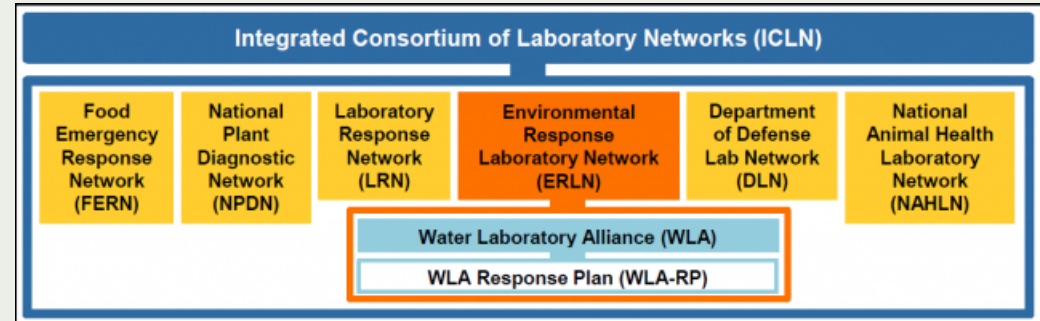 Integrated Consortium of Laboratory Networks (ICLN)
Food
Emergency
Response
Network
(FERN)
National
Plant
Diagnostic
Network
(NPDN)
Laboratory
Response
Network
(LRN)
Environmental
Response
Laboratory Network
(ERLN)
Department
of Defense
Lab Network
(DLN)
National
Animal Health
Laboratory
Network
(NAHLN)
Water Laboratory Alliance (WLA)
WLA Response Plan (WLA-RP)